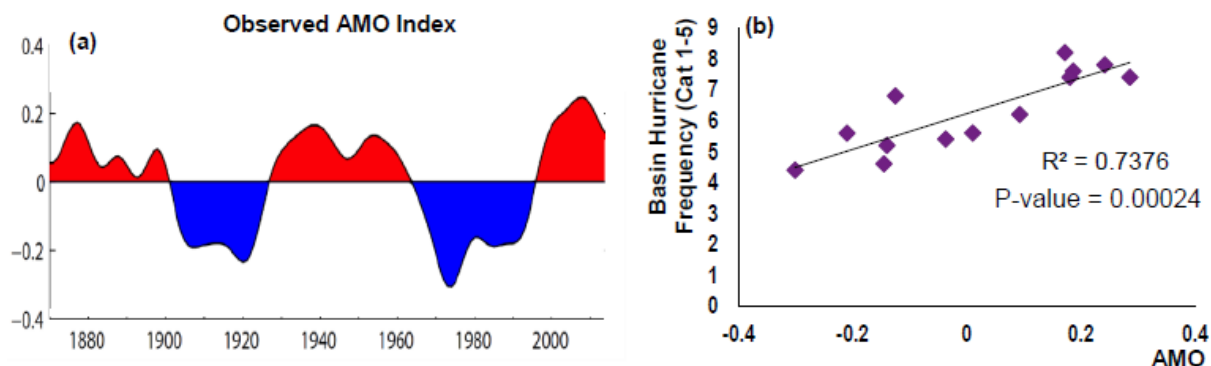 Observed AMO Index
(a)
0.4
0.2
0
−0.2
−0.4
1880 1900 1920 1940 1960 1980 2000
(b)
Basin Hurricane
Frequency (Cat 1-5)
9
8
7
6
5
4
3
2
1
0
R² = 0.7376
P-value = 0.00024
-0.4 -0.2 0 0.2 0.4
AMO